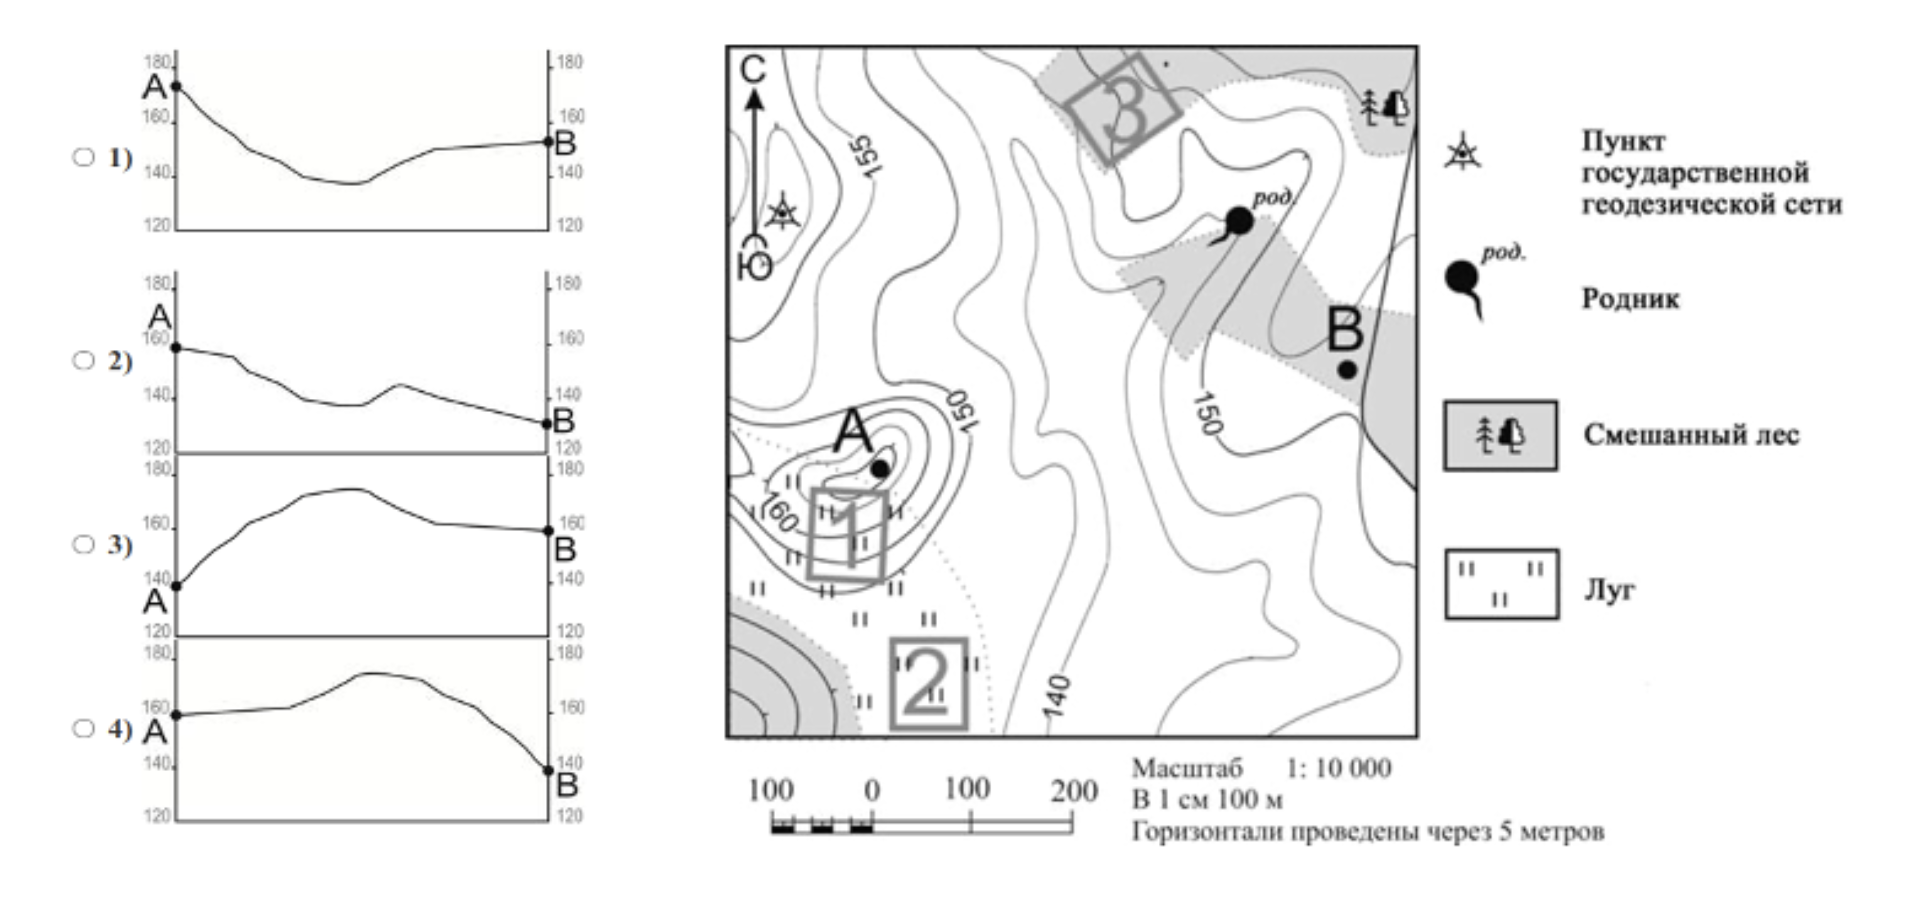 180 180
A
160 160
B
1)
140 140
120 120
180 180
A
160 160
2)
140 140
B
120 120
180 180
160 160
3)
B
140 140
A
120 120
180 180
160 160
4)
A
140 140
B
120 120
С
Ю
155
3
род.
B
150
150
A
160
1
2
140
Пункт
государственной
геодезической сети
род.
Родник
Смешанный лес
Луг
100 0 100 200
Масштаб 1: 10 000
В 1 см 100 м
Горизонтали проведены через 5 метров